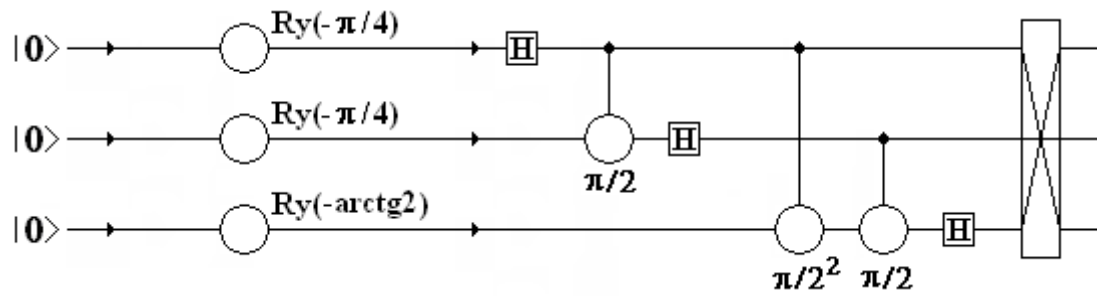 |0> Ry(-π/4) H
|0> Ry(-π/4) π/2 H
|0> Ry(-arctg2) π/2² π/2 H